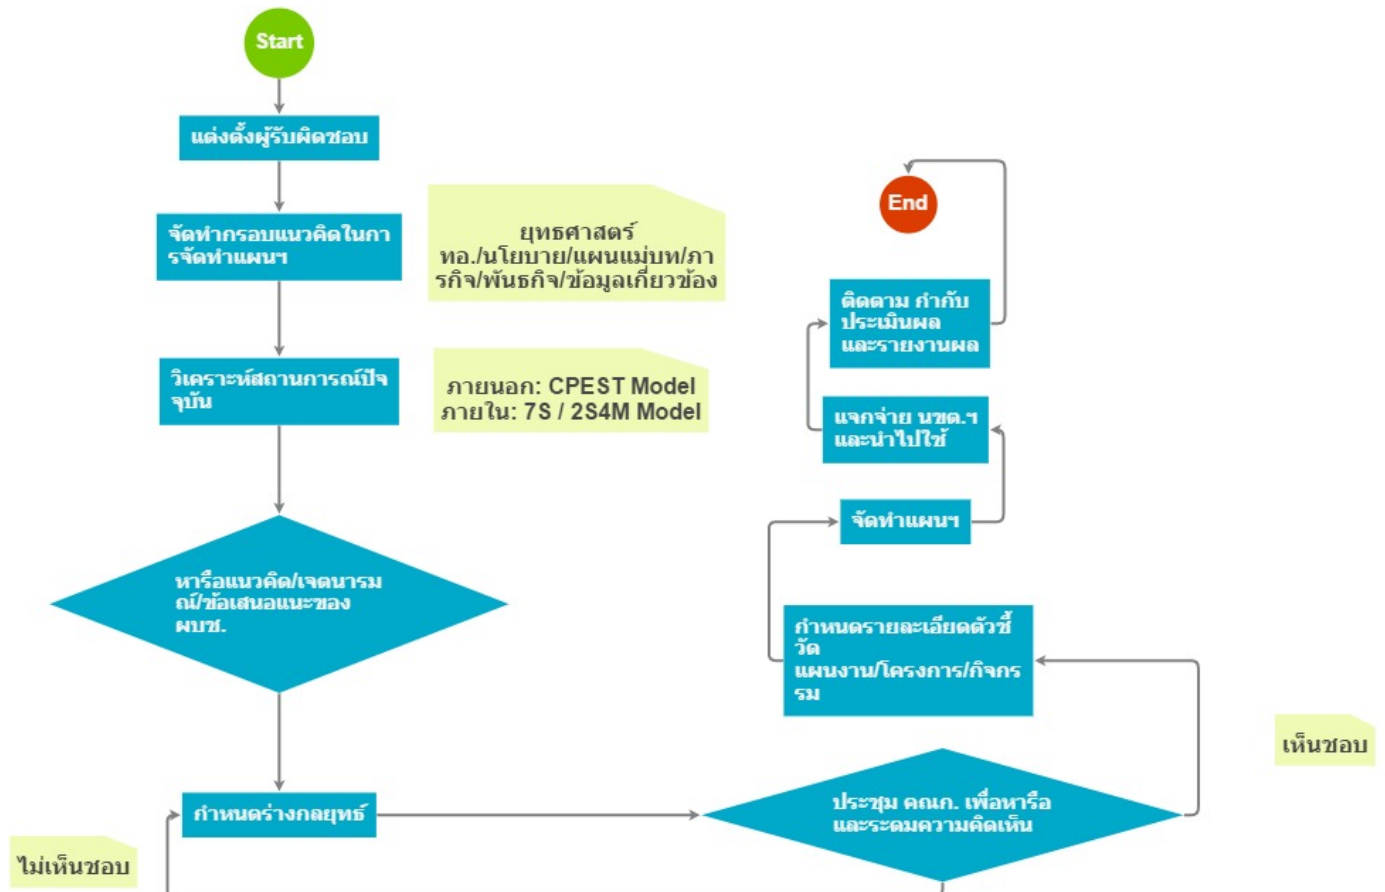 Start
แต่งตั้งผู้รับผิดชอบ
จัดทำกรอบแนวคิดในกา
รจัดทำแผนฯ
ยุทธศาสตร์
ทอ./นโยบาย/แผนแม่บท/ภา
รกิจ/พันธกิจ/ข้อมูลเกี่ยวข้อง
วิเคราะห์สถานการณ์ปัจ
จุบัน
ภายนอก: CPEST Model
ภายใน: 7S / 2S4M Model
หารือแนวคิด/เจตนารม
ณ์/ข้อเสนอแนะของ
ผบช.
กำหนดร่างกลยุทธ์
ไม่เห็นชอบ
ประชุม คณก. เพื่อหารือ
และระดมความคิดเห็น
เห็นชอบ
กำหนดรายละเอียดตัวชี้
วัด
แผนงาน/โครงการ/กิจกร
รม
จัดทำแผนฯ
แจกจ่าย นขต.ฯ
และนำไปใช้
ติดตาม กำกับ
ประเมินผล
และรายงานผล
End